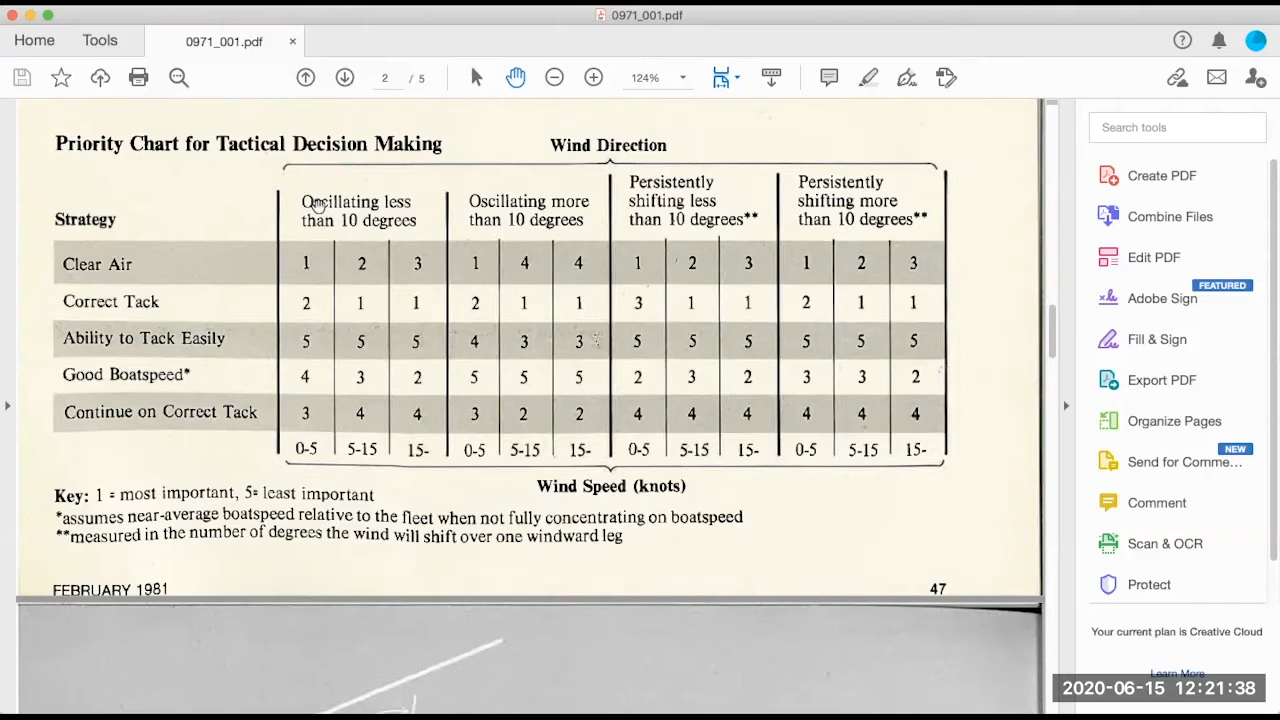 0971_001.pdf
Home Tools 0971_001.pdf ×
2 / 5 124%
Priority Chart for Tactical Decision Making
Wind Direction
Strategy
Oscillating less
than 10 degrees
Oscillating more
than 10 degrees
Persistently
shifting less
than 10 degrees**
Persistently
shifting more
than 10 degrees**
Clear Air 1 2 3 1 4 4 1 2 3 1 2 3
Correct Tack 2 1 1 2 1 1 3 1 1 2 1 1
Ability to Tack Easily 5 5 5 4 3 3 5 5 5 5 5 5
Good Boatspeed* 4 3 2 5 5 5 2 3 2 3 3 2
Continue on Correct Tack 3 4 4 3 2 2 4 4 4 4 4 4
0-5 5-15 15- 0-5 5-15 15- 0-5 5-15 15- 0-5 5-15 15-
Wind Speed (knots)
Key: 1 = most important, 5= least important
*assumes near-average boatspeed relative to the fleet when not fully concentrating on boatspeed
**measured in the number of degrees the wind will shift over one windward leg
FEBRUARY 1981 47
Search tools
Create PDF
Combine Files
Edit PDF
FEATURED
Adobe Sign
Fill & Sign
Export PDF
Organize Pages
NEW
Send for Comme...
Comment
Scan & OCR
Protect
Your current plan is Creative Cloud
Learn More
2020-06-15 12:21:38